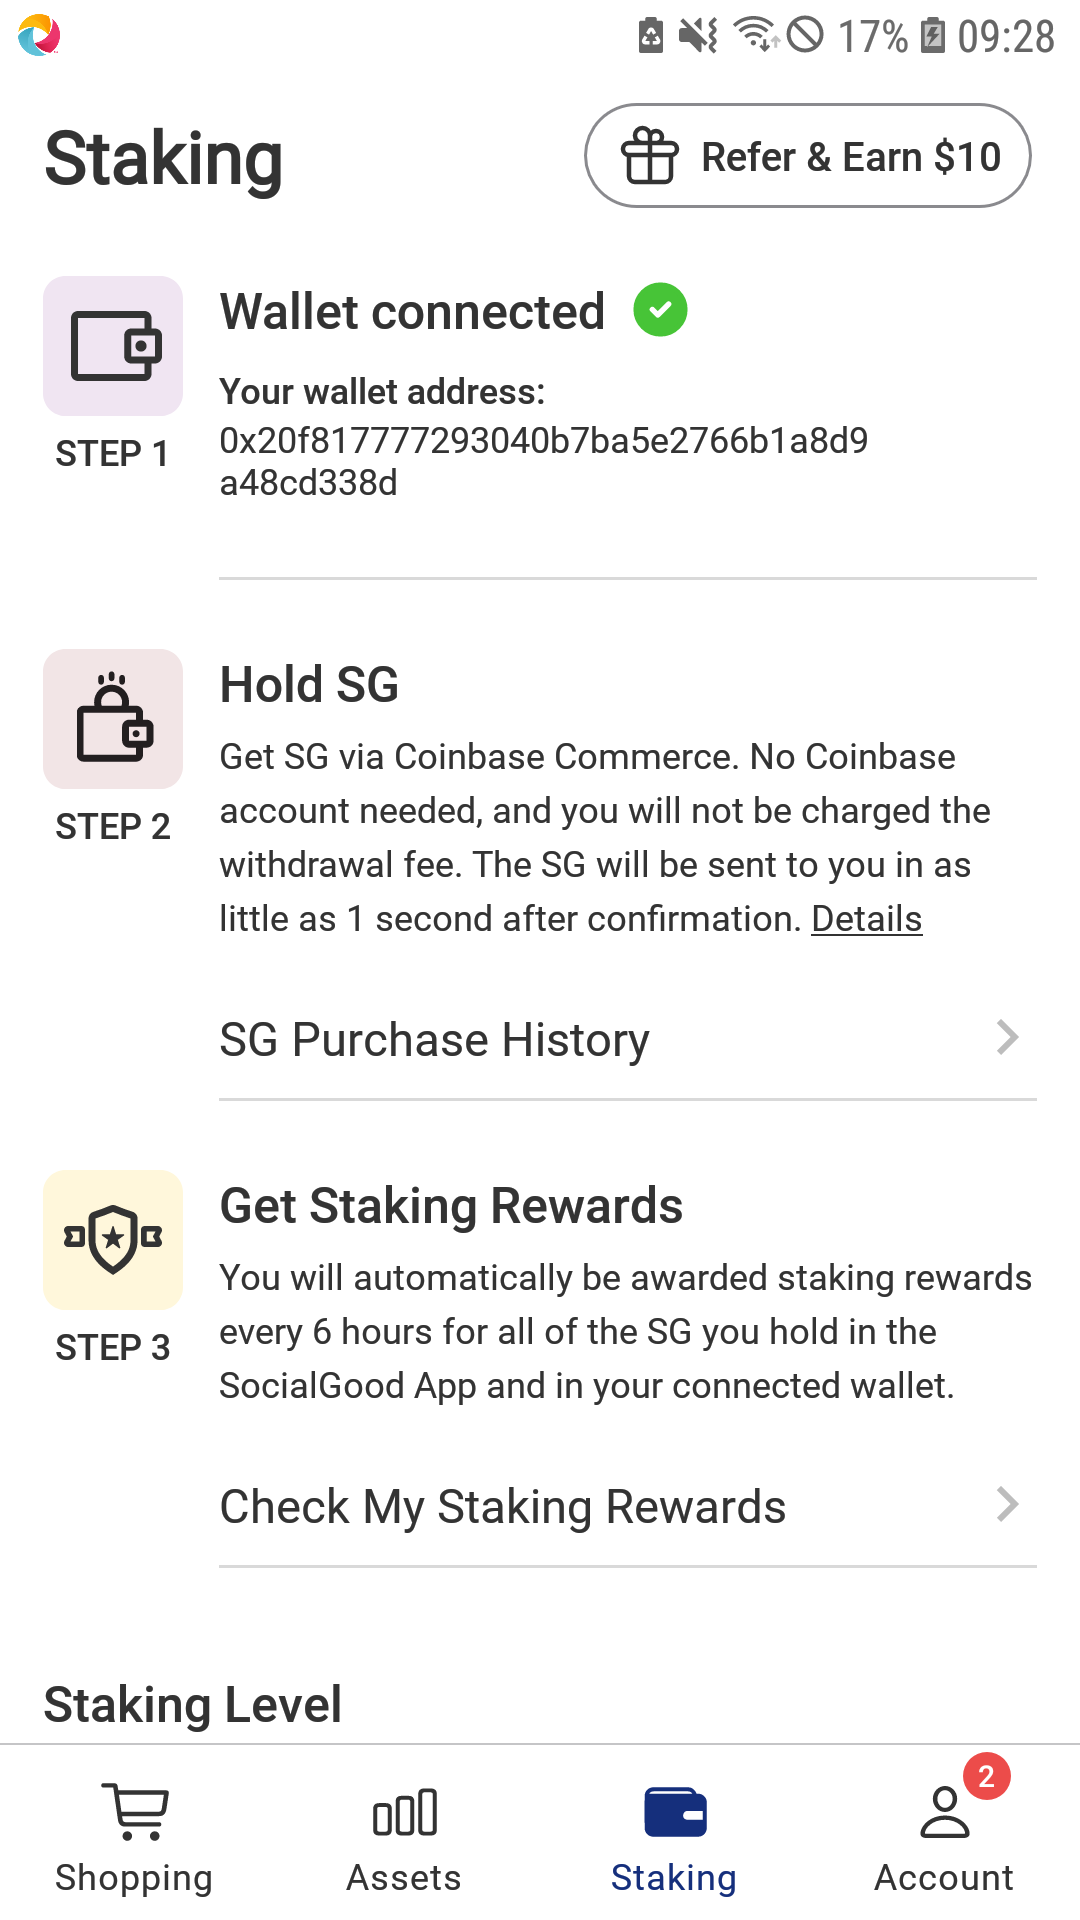 17% 09:28
Staking
Refer & Earn $10
Wallet connected
Your wallet address:
0x20f817777293040b7ba5e2766b1a8d9
a48cd338d
STEP 1
Hold SG
Get SG via Coinbase Commerce. No Coinbase
account needed, and you will not be charged the
withdrawal fee. The SG will be sent to you in as
little as 1 second after confirmation. Details
STEP 2
SG Purchase History
Get Staking Rewards
You will automatically be awarded staking rewards
every 6 hours for all of the SG you hold in the
SocialGood App and in your connected wallet.
STEP 3
Check My Staking Rewards
Staking Level
2
Shopping
Assets
Staking
Account